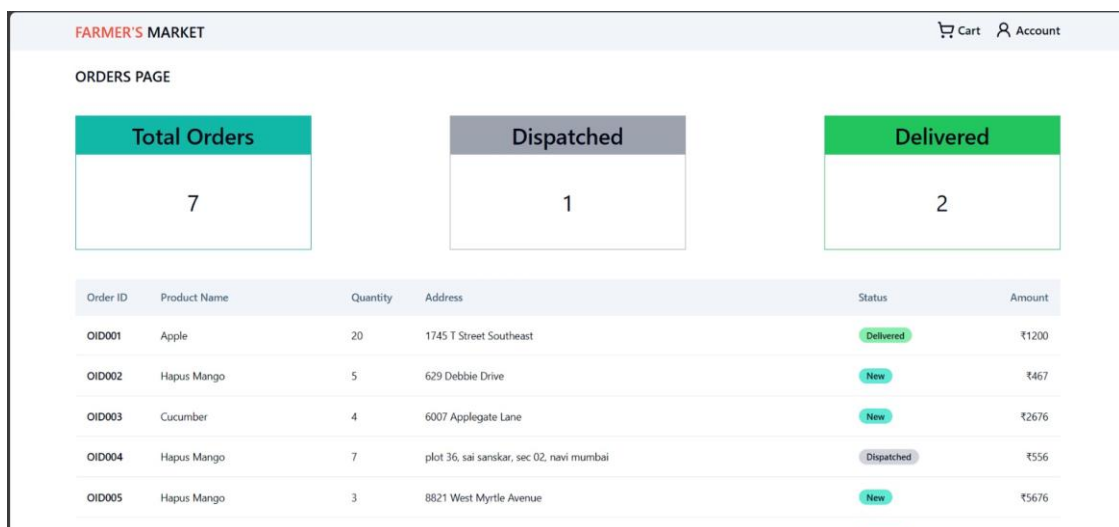 FARMER'S MARKET Cart Account
ORDERS PAGE
Total Orders Dispatched Delivered
7 1 2
Order ID Product Name Quantity Address Status Amount
OID001 Apple 20 1745 T Street Southeast Delivered ₹1200
OID002 Hapus Mango 5 629 Debbie Drive New ₹467
OID003 Cucumber 4 6007 Applegate Lane New ₹2676
OID004 Hapus Mango 7 plot 36, sai sanskar, sec 02, navi mumbai Dispatched ₹556
OID005 Hapus Mango 3 8821 West Myrtle Avenue New ₹5676